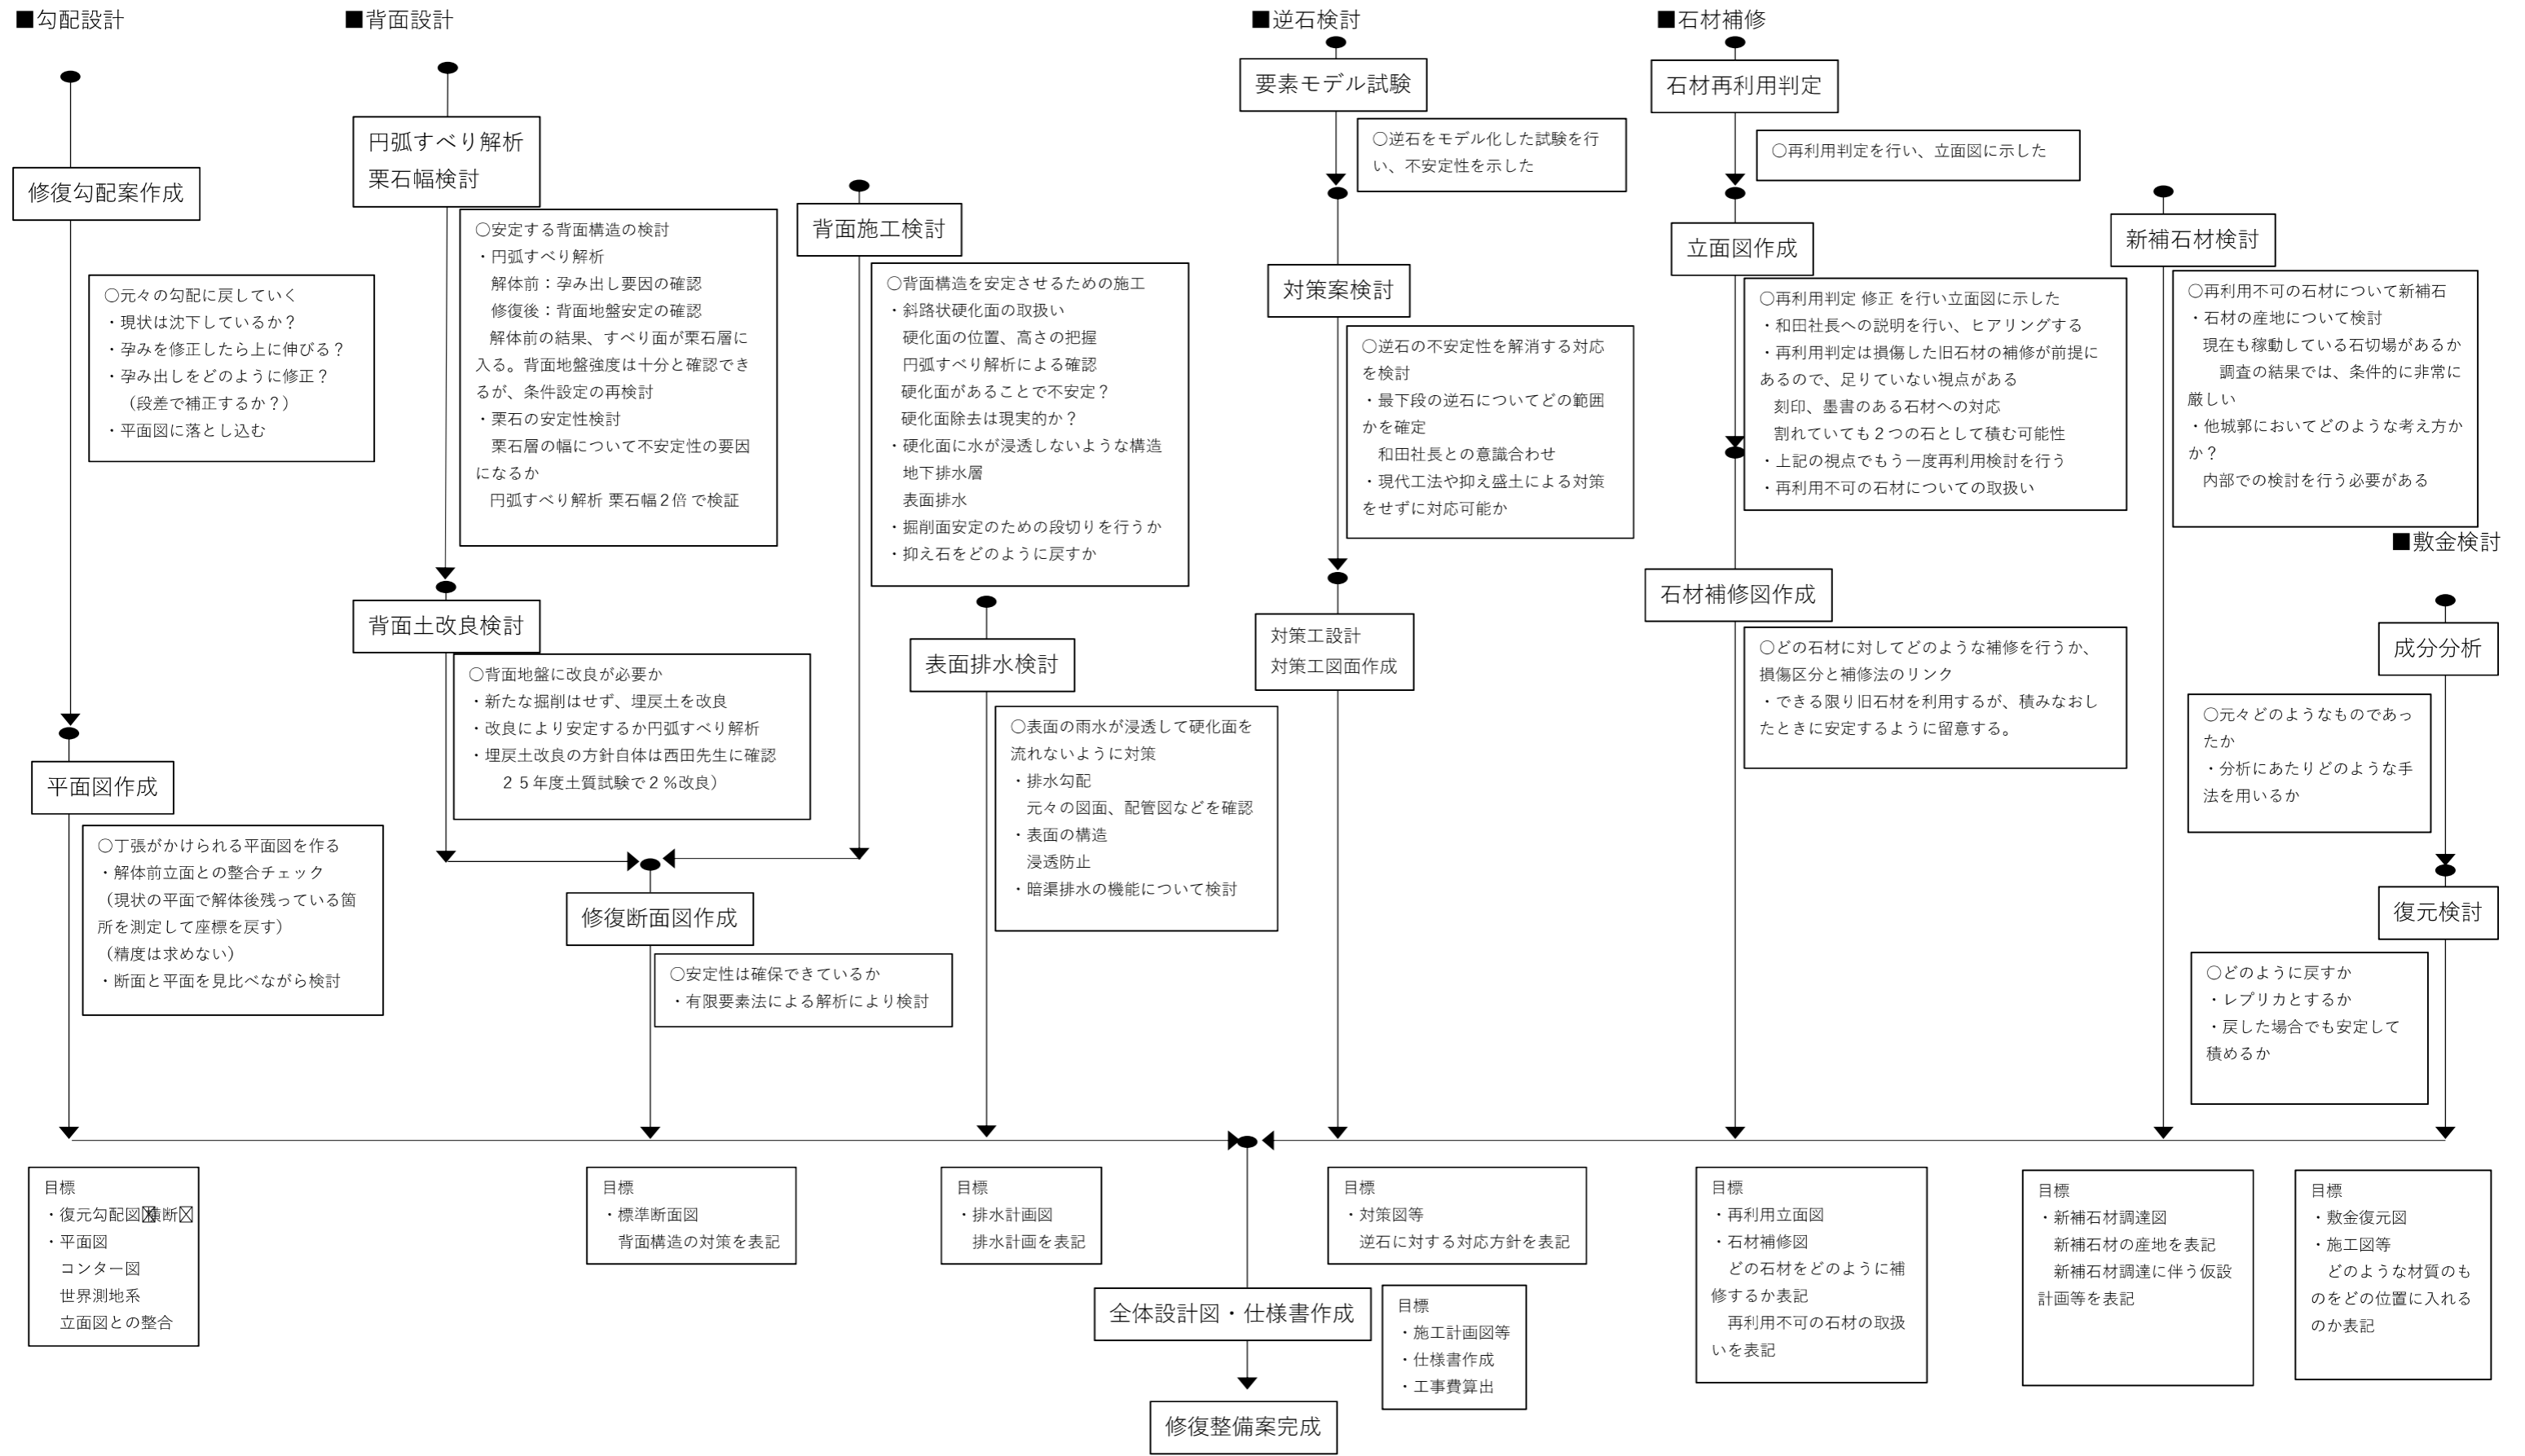 ■勾配設計
修復勾配案作成
○元々の勾配に戻していく
・現状は沈下しているか？
・孕みを修正したら上に伸びる？
・孕み出しをどのように修正？
（段差で補正するか？）
・平面図に落とし込む
平面図作成
○丁張がかけられる平面図を作る
・解体前立面との整合チェック
（現状の平面で解体後残っている箇
所を測定して座標を戻す）
（精度は求めない）
・断面と平面を見比べながら検討
目標
・復元勾配図 横断
・平面図
コンター図
世界測地系
立面図との整合
■背面設計
円弧すべり解析
栗石幅検討
○安定する背面構造の検討
・円弧すべり解析
解体前：孕み出し要因の確認
修復後：背面地盤安定の確認
解体前の結果、すべり面が栗石層に
入る。背面地盤強度は十分と確認でき
るが、条件設定の再検討
・栗石の安定性検討
栗石層の幅について不安定性の要因
になるか
円弧すべり解析 栗石幅２倍 で検証
背面土改良検討
○背面地盤に改良が必要か
・新たな掘削はせず、埋戻土を改良
・改良により安定するか円弧すべり解析
・埋戻土改良の方針自体は西田先生に確認
２５年度土質試験で２％改良）
背面施工検討
○背面構造を安定させるための施工
・斜路状硬化面の取扱い
硬化面の位置、高さの把握
円弧すべり解析による確認
硬化面があることで不安定？
硬化面除去は現実的か？
・硬化面に水が浸透しないような構造
地下排水層
表面排水
・掘削面安定のための段切りを行うか
・抑え石をどのように戻すか
修復断面図作成
○安定性は確保できているか
・有限要素法による解析により検討
目標
・標準断面図
背面構造の対策を表記
表面排水検討
○表面の雨水が浸透して硬化面を
流れないように対策
・排水勾配
元々の図面、配管図などを確認
・表面の構造
浸透防止
・暗渠排水の機能について検討
目標
・排水計画図
排水計画を表記
■逆石検討
要素モデル試験
○逆石をモデル化した試験を行
い、不安定性を示した
対策案検討
○逆石の不安定性を解消する対応
を検討
・最下段の逆石についてどの範囲
かを確定
和田社長との意識合わせ
・現代工法や抑え盛土による対策
をせずに対応可能か
対策工設計
対策工図面作成
目標
・対策図等
逆石に対する対応方針を表記
■石材補修
石材再利用判定
○再利用判定を行い、立面図に示した
立面図作成
○再利用判定 修正 を行い立面図に示した
・和田社長への説明を行い、ヒアリングする
・再利用判定は損傷した旧石材の補修が前提に
あるので、足りていない視点がある
刻印、墨書のある石材への対応
割れていても２つの石として積む可能性
・上記の視点でもう一度再利用検討を行う
・再利用不可の石材についての取扱い
石材補修図作成
○どの石材に対してどのような補修を行うか、
損傷区分と補修法のリンク
・できる限り旧石材を利用するが、積みなおし
たときに安定するように留意する。
目標
・再利用立面図
・石材補修図
どの石材をどのように補
修するか表記
再利用不可の石材の取扱
いを表記
新補石材検討
○再利用不可の石材について新補石
・石材の産地について検討
現在も稼動している石切場があるか
調査の結果では、条件的に非常に
厳しい
・他城郭においてどのような考え方か
か？
内部での検討を行う必要がある
目標
・新補石材調達図
新補石材の産地を表記
新補石材調達に伴う仮設
計画等を表記
■敷金検討
成分分析
○元々どのようなものであっ
たか
・分析にあたりどのような手
法を用いるか
復元検討
○どのように戻すか
・レプリカとするか
・戻した場合でも安定して
積めるか
目標
・敷金復元図
・施工図等
どのような材質のも
のをどの位置に入れる
のか表記
全体設計図・仕様書作成
目標
・施工計画図等
・仕様書作成
・工事費算出
修復整備案完成